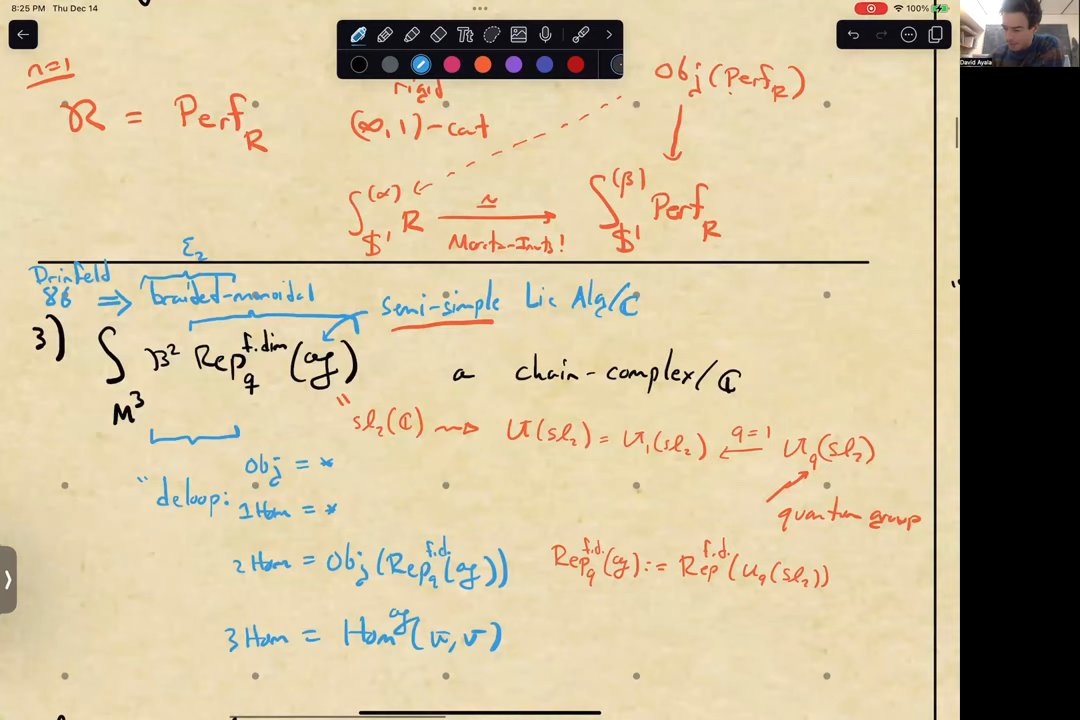 8:25 PM Thu Dec 14
100%
David Ayala
n=1
ℛ = Perf_R
rigid
(∞,1)-cat
Obj(Perf_R)
∫_{S^1}^{(α)} R ≃ ∫_{S^1}^{(β)} Perf_R
Morita-Invts!
Drinfeld
86 ⇒ braided-monoidal
ℰ_2
semi-simple Lie Alg/ℂ
3) ∫_{M^3} 𝔅^2 Rep_q^{f.dim}(𝔤) a chain-complex/ℂ
" sl_2(ℂ) ⇝ U(sl_2) = U_1(sl_2) ←^{q=1} U_q(sl_2)
quantum group
"deloop: Obj = *
1Hom = *
2Hom = Obj(Rep_q^{f.d.}(𝔤))
Rep_q^{f.d.}(𝔤) := Rep^{f.d.}(U_q(sl_2))
3Hom = Hom^𝔤(v, v)